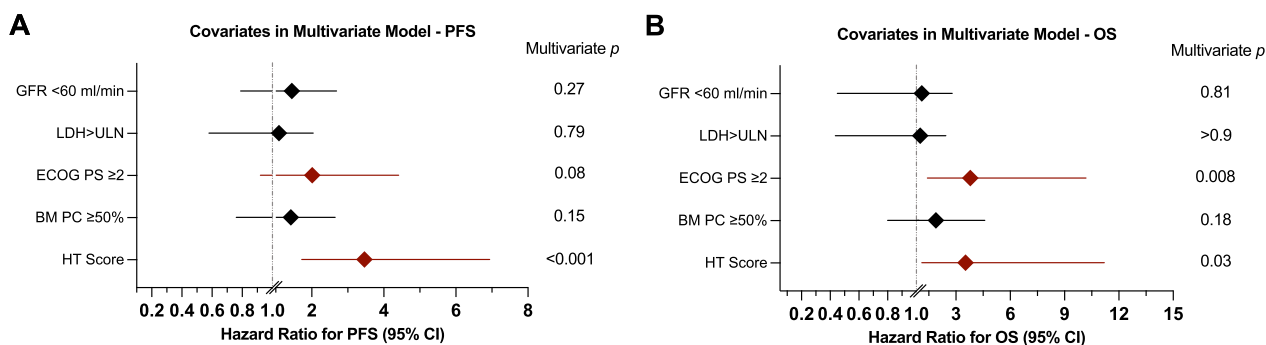 A
Covariates in Multivariate Model - PFS
Multivariate p
GFR <60 ml/min
0.27
LDH>ULN
0.79
ECOG PS ≥2
0.08
BM PC ≥50%
0.15
HT Score
<0.001
0.2 0.4 0.6 0.8 1.0 2 4 6 8
Hazard Ratio for PFS (95% CI)
B
Covariates in Multivariate Model - OS
Multivariate p
GFR <60 ml/min
0.81
LDH>ULN
>0.9
ECOG PS ≥2
0.008
BM PC ≥50%
0.18
HT Score
0.03
0.2 0.4 0.6 0.8 1.0 3 6 9 12 15
Hazard Ratio for OS (95% CI)